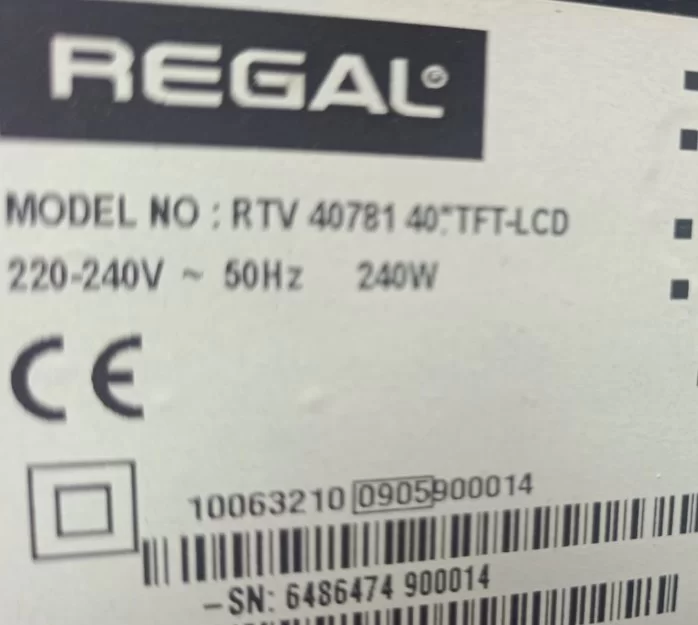 REGAL®
MODEL NO : RTV 40781 40" TFT-LCD
220-240V ~ 50Hz 240W
CE
10063210 0905900014
-SN: 6486474 900014